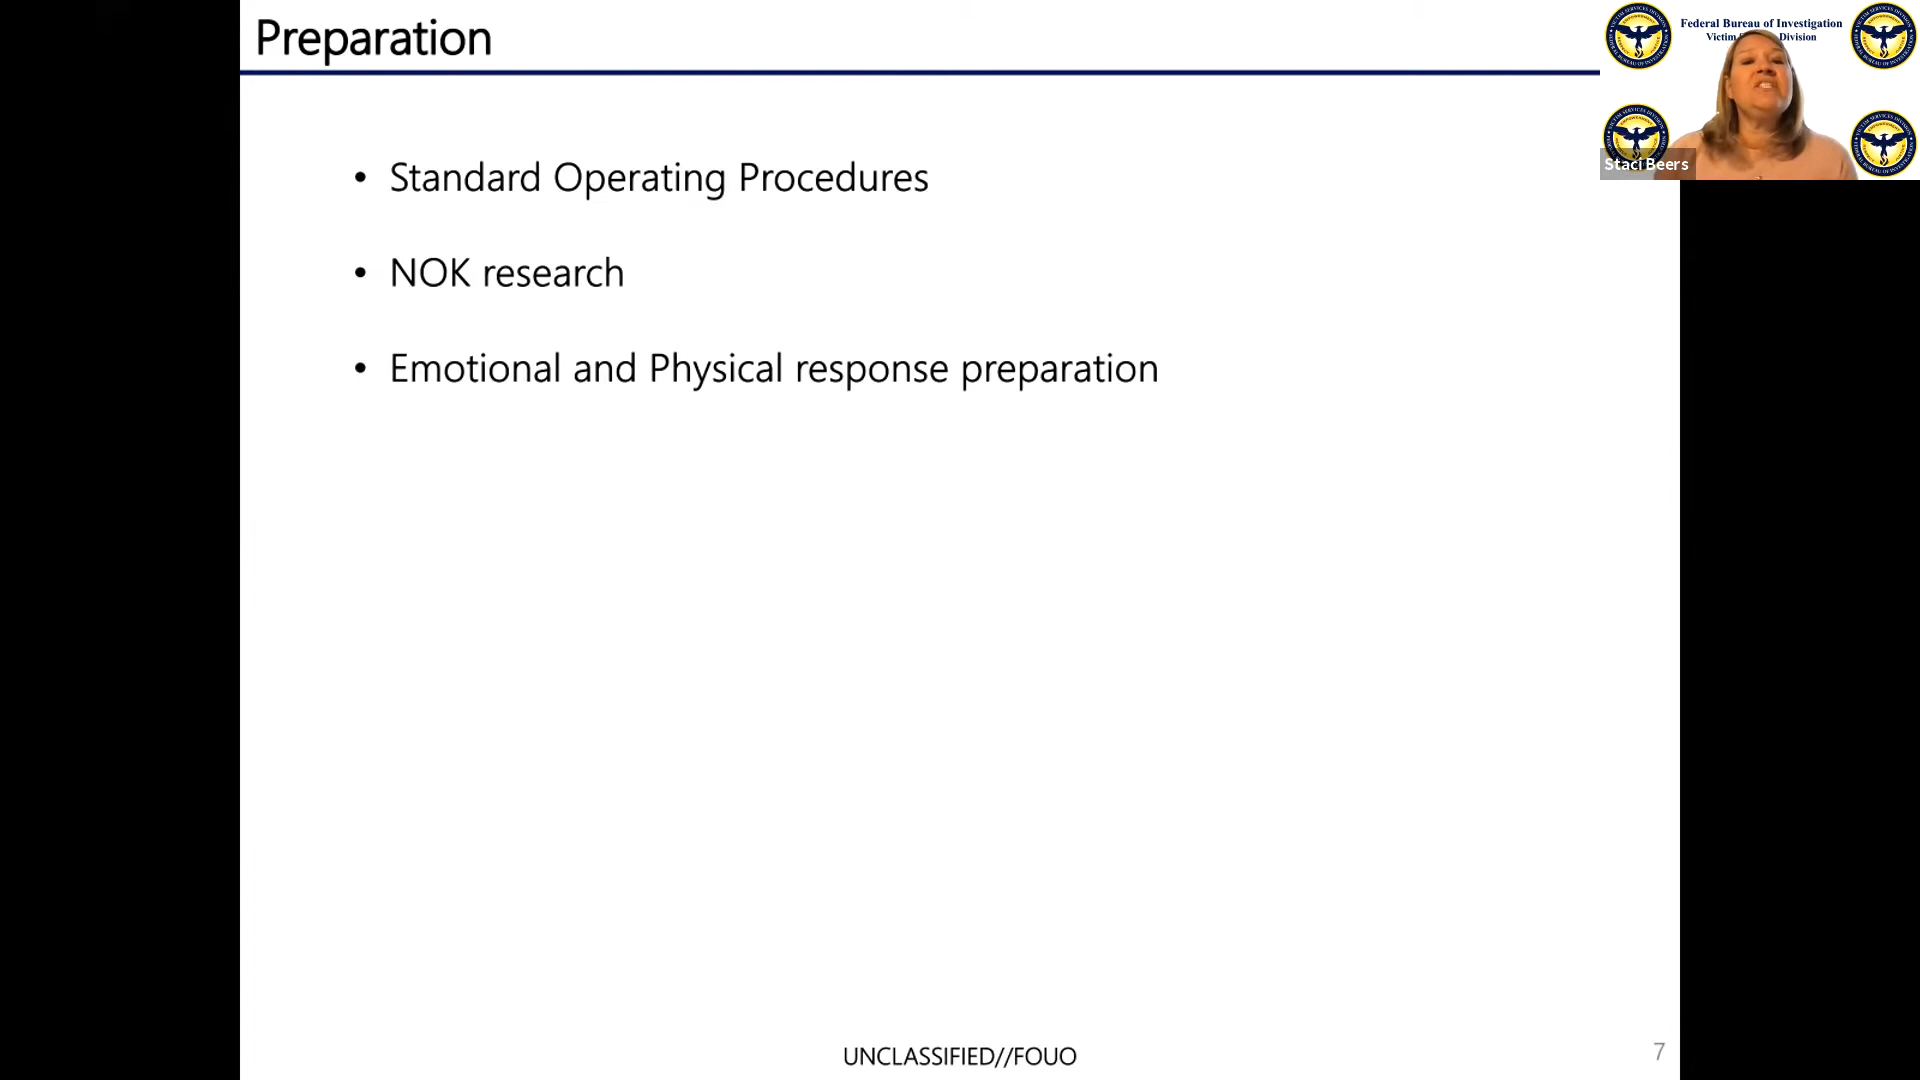 Preparation
Federal Bureau of Investigation
Victim Division
Staci Beers
• Standard Operating Procedures
• NOK research
• Emotional and Physical response preparation
UNCLASSIFIED//FOUO
7